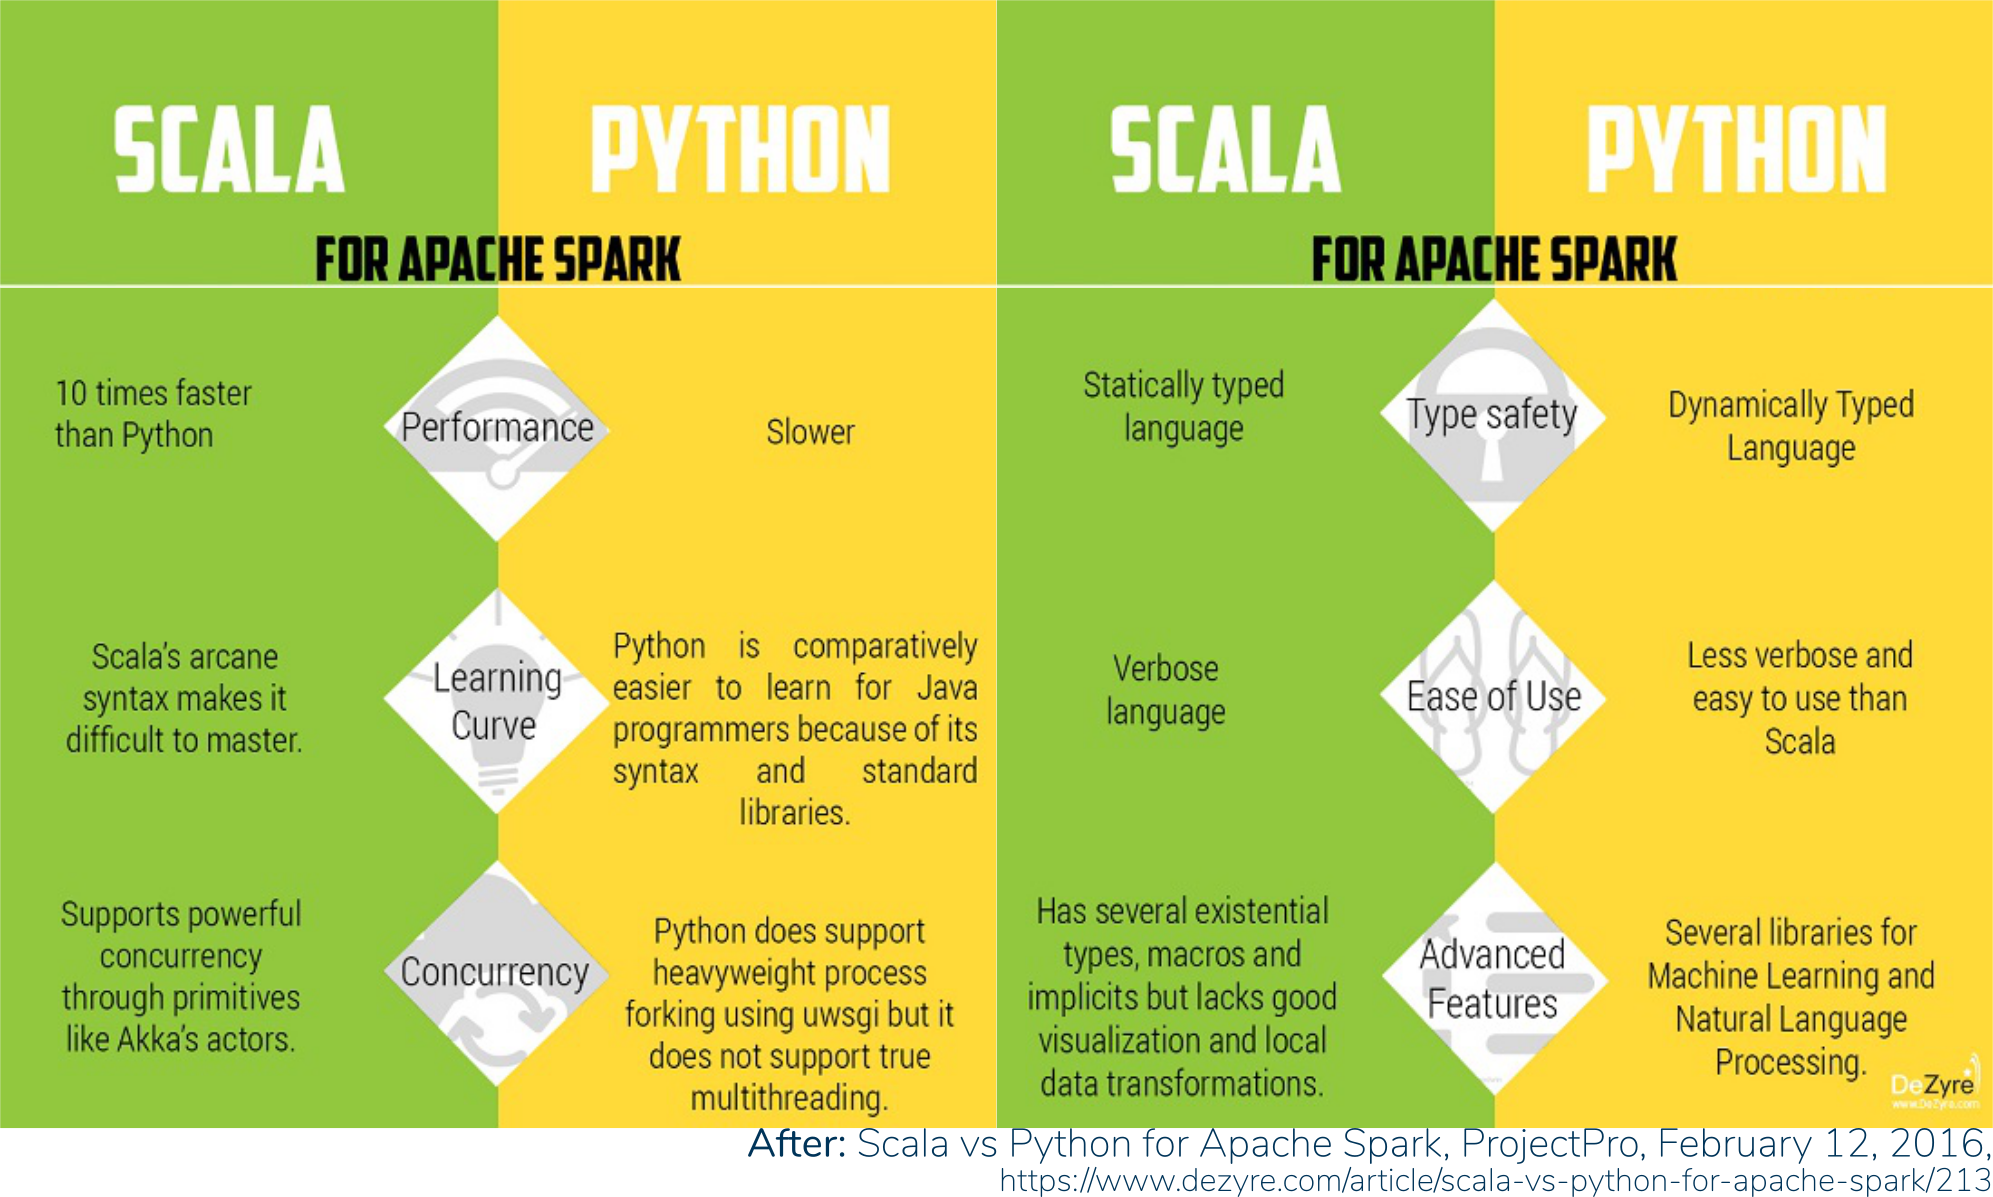 SCALA
PYTHON
FOR APACHE SPARK
10 times faster
than Python
Performance
Slower
Scala's arcane
syntax makes it
difficult to master.
Learning
Curve
Python is comparatively
easier to learn for Java
programmers because of its
syntax and standard
libraries.
Supports powerful
concurrency
through primitives
like Akka's actors.
Concurrency
Python does support
heavyweight process
forking using uwsgi but it
does not support true
multithreading.
SCALA
PYTHON
FOR APACHE SPARK
Statically typed
language
Type safety
Dynamically Typed
Language
Verbose
language
Ease of Use
Less verbose and
easy to use than
Scala
Has several existential
types, macros and
implicits but lacks good
visualization and local
data transformations.
Advanced
Features
Several libraries for
Machine Learning and
Natural Language
Processing.
DeZyre
www.DeZyre.com
After: Scala vs Python for Apache Spark, ProjectPro, February 12, 2016,
https://www.dezyre.com/article/scala-vs-python-for-apache-spark/213